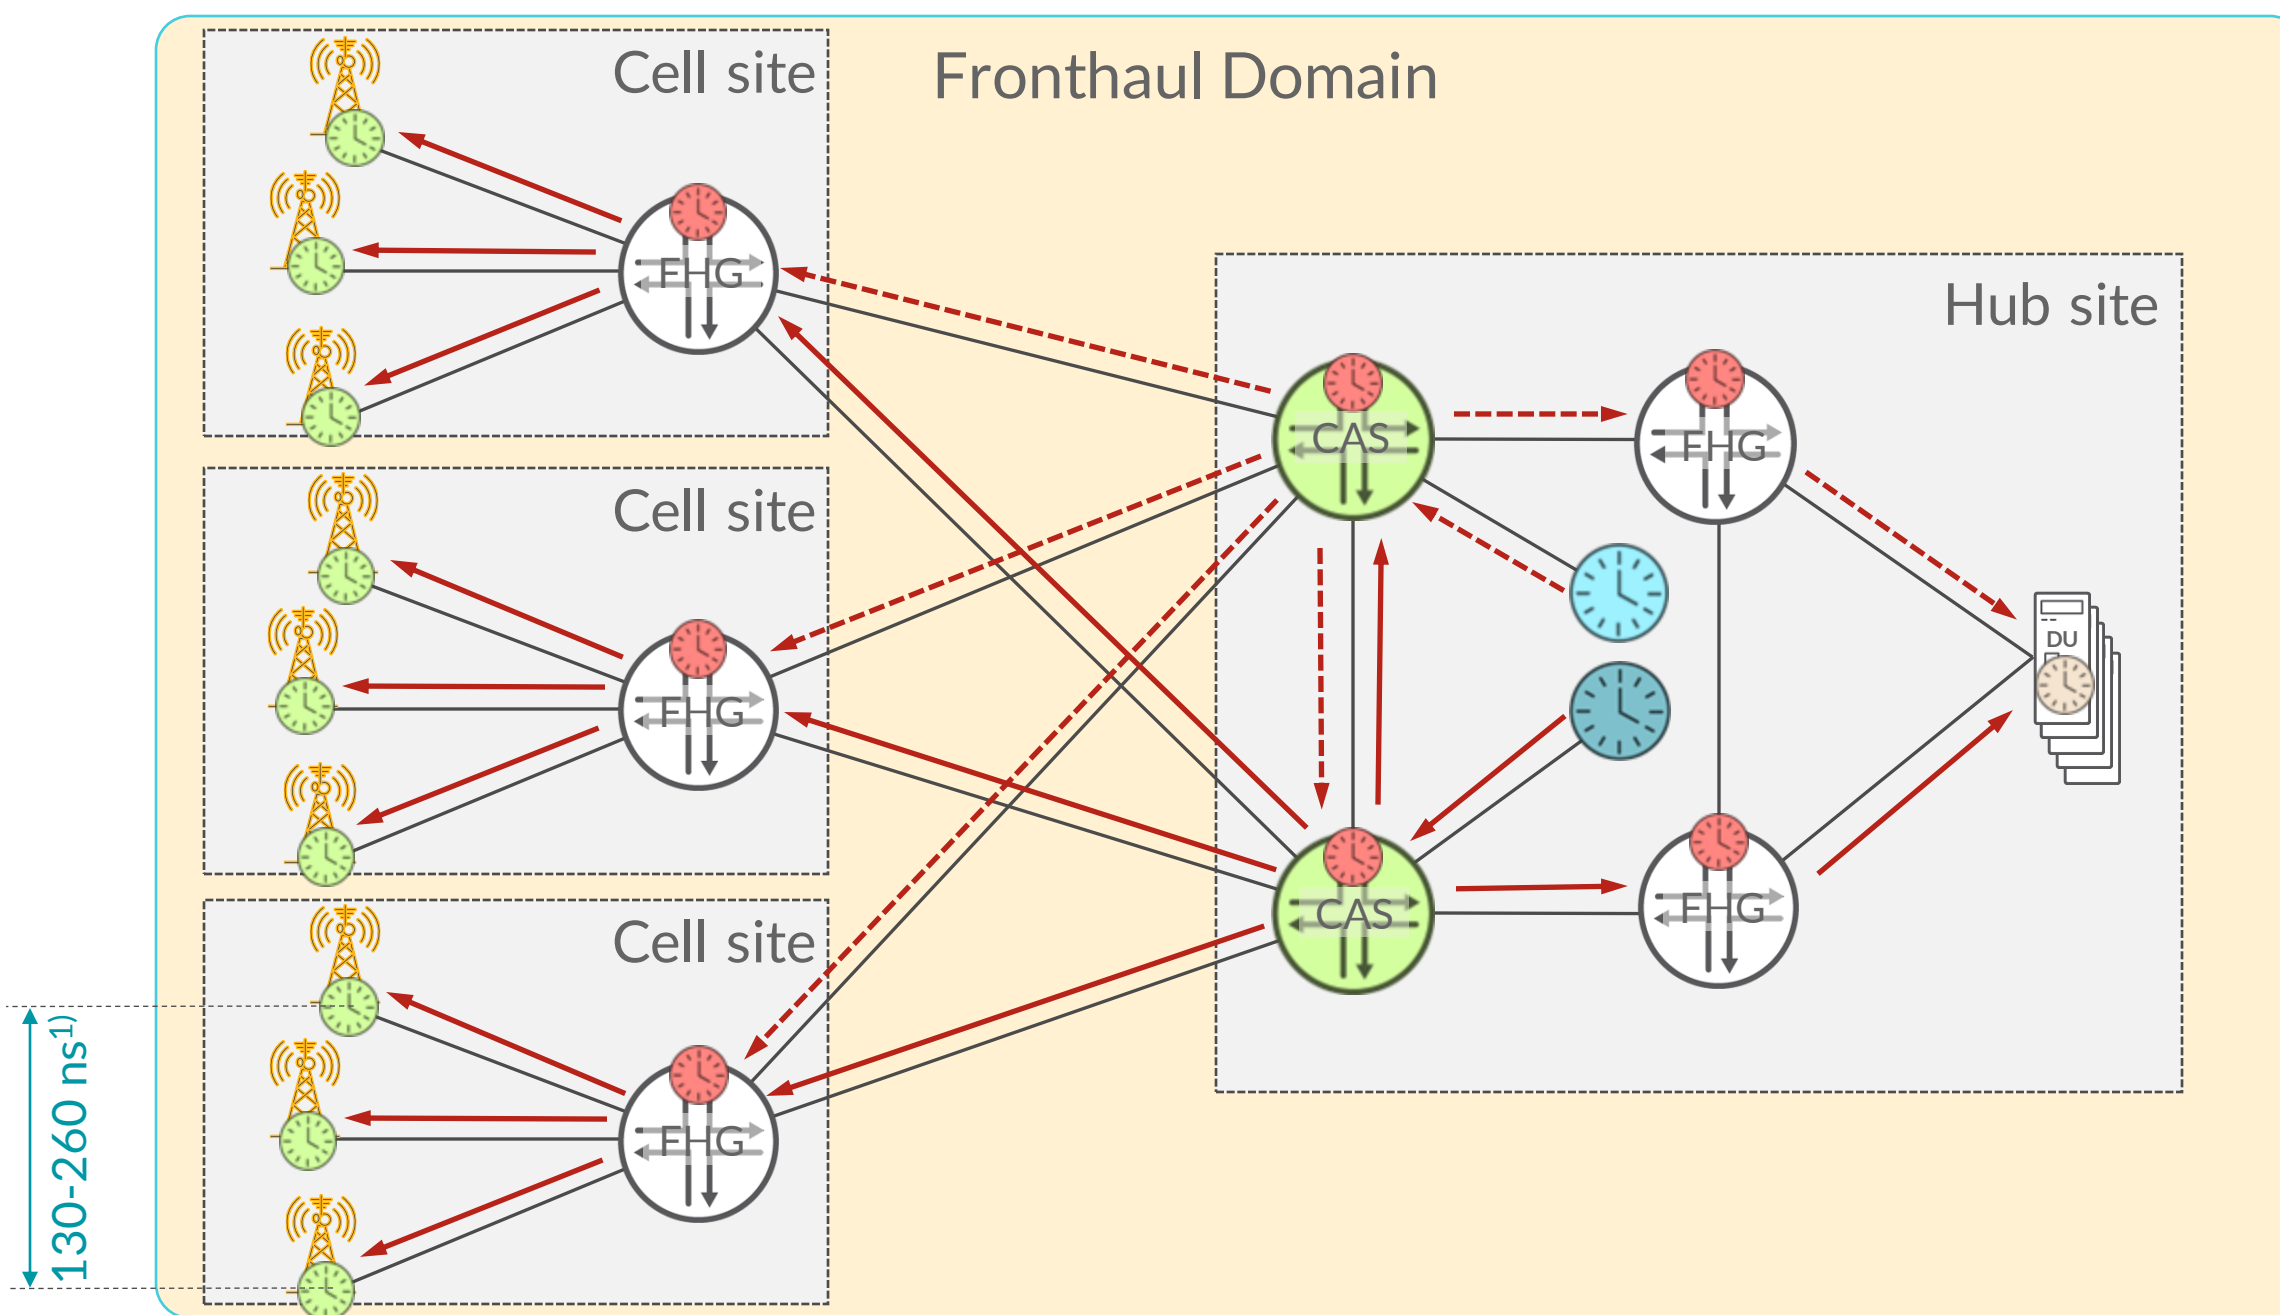 Fronthaul Domain
Cell site
FHG
Cell site
FHG
Cell site
FHG
130-260 ns¹⁾
Hub site
CAS
FHG
DU
CAS
FHG